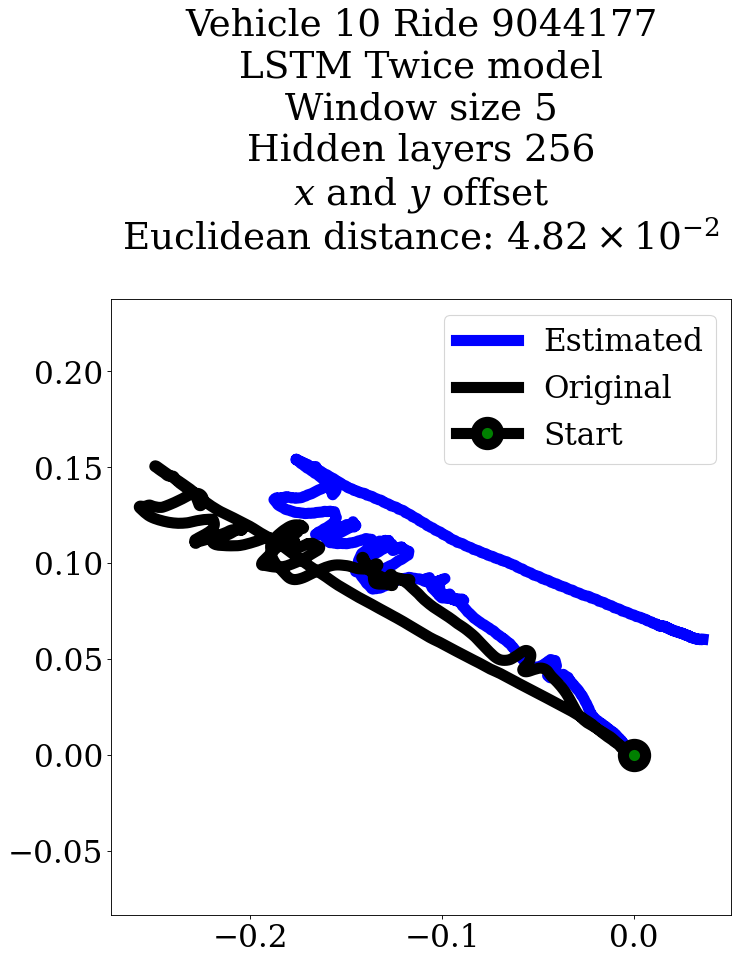 Vehicle 10 Ride 9044177
LSTM Twice model
Window size 5
Hidden layers 256
x and y offset
Euclidean distance: 4.82 × 10⁻²
Estimated
Original
Start
0.20
0.15
0.10
0.05
0.00
−0.05
−0.2
−0.1
0.0